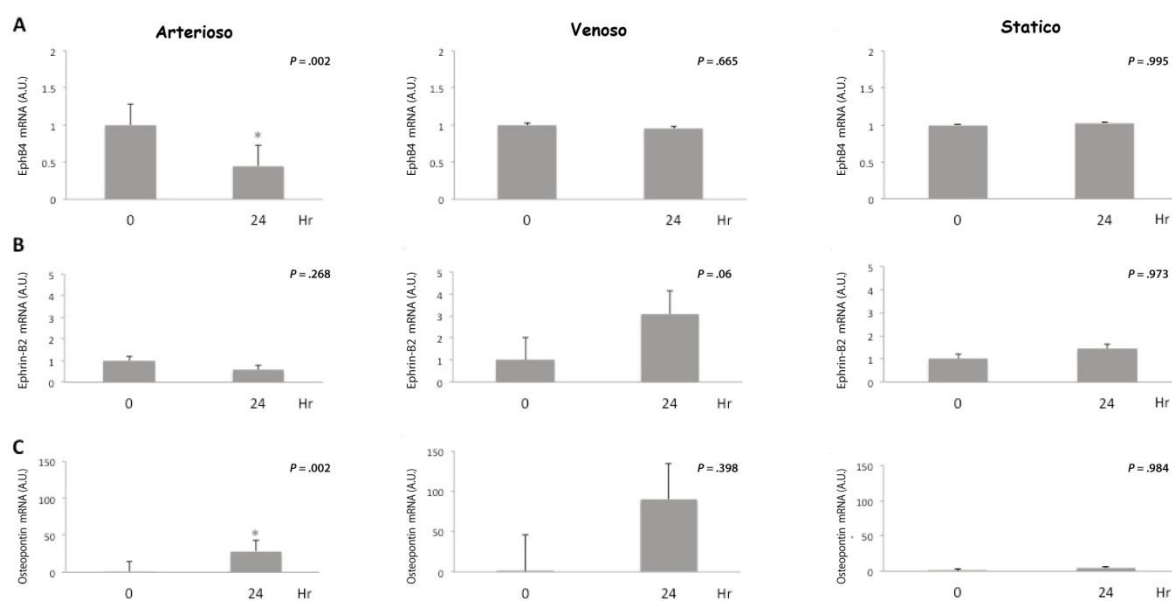 A
Arterioso
Venoso
Statico
EphB4 mRNA (A.U.)
2
1.5
1
0.5
0
P = .002
*
0
24
Hr
EphB4 mRNA (A.U.)
2
1.5
1
0.5
0
P = .665
0
24
Hr
EphB4 mRNA (A.U.)
2
1.5
1
0.5
0
P = .995
0
24
Hr
B
Ephrin-B2 mRNA (A.U.)
5
4
3
2
1
0
P = .268
0
24
Hr
Ephrin-B2 mRNA (A.U.)
5
4
3
2
1
0
P = .06
0
24
Hr
Ephrin-B2 mRNA (A.U.)
5
4
3
2
1
0
P = .973
0
24
Hr
C
Osteopontin mRNA (A.U.)
150
100
50
0
P = .002
*
0
24
Hr
Osteopontin mRNA (A.U.)
150
100
50
0
P = .398
0
24
Hr
Osteopontin mRNA (A.U.)
150
100
50
0
P = .984
0
24
Hr